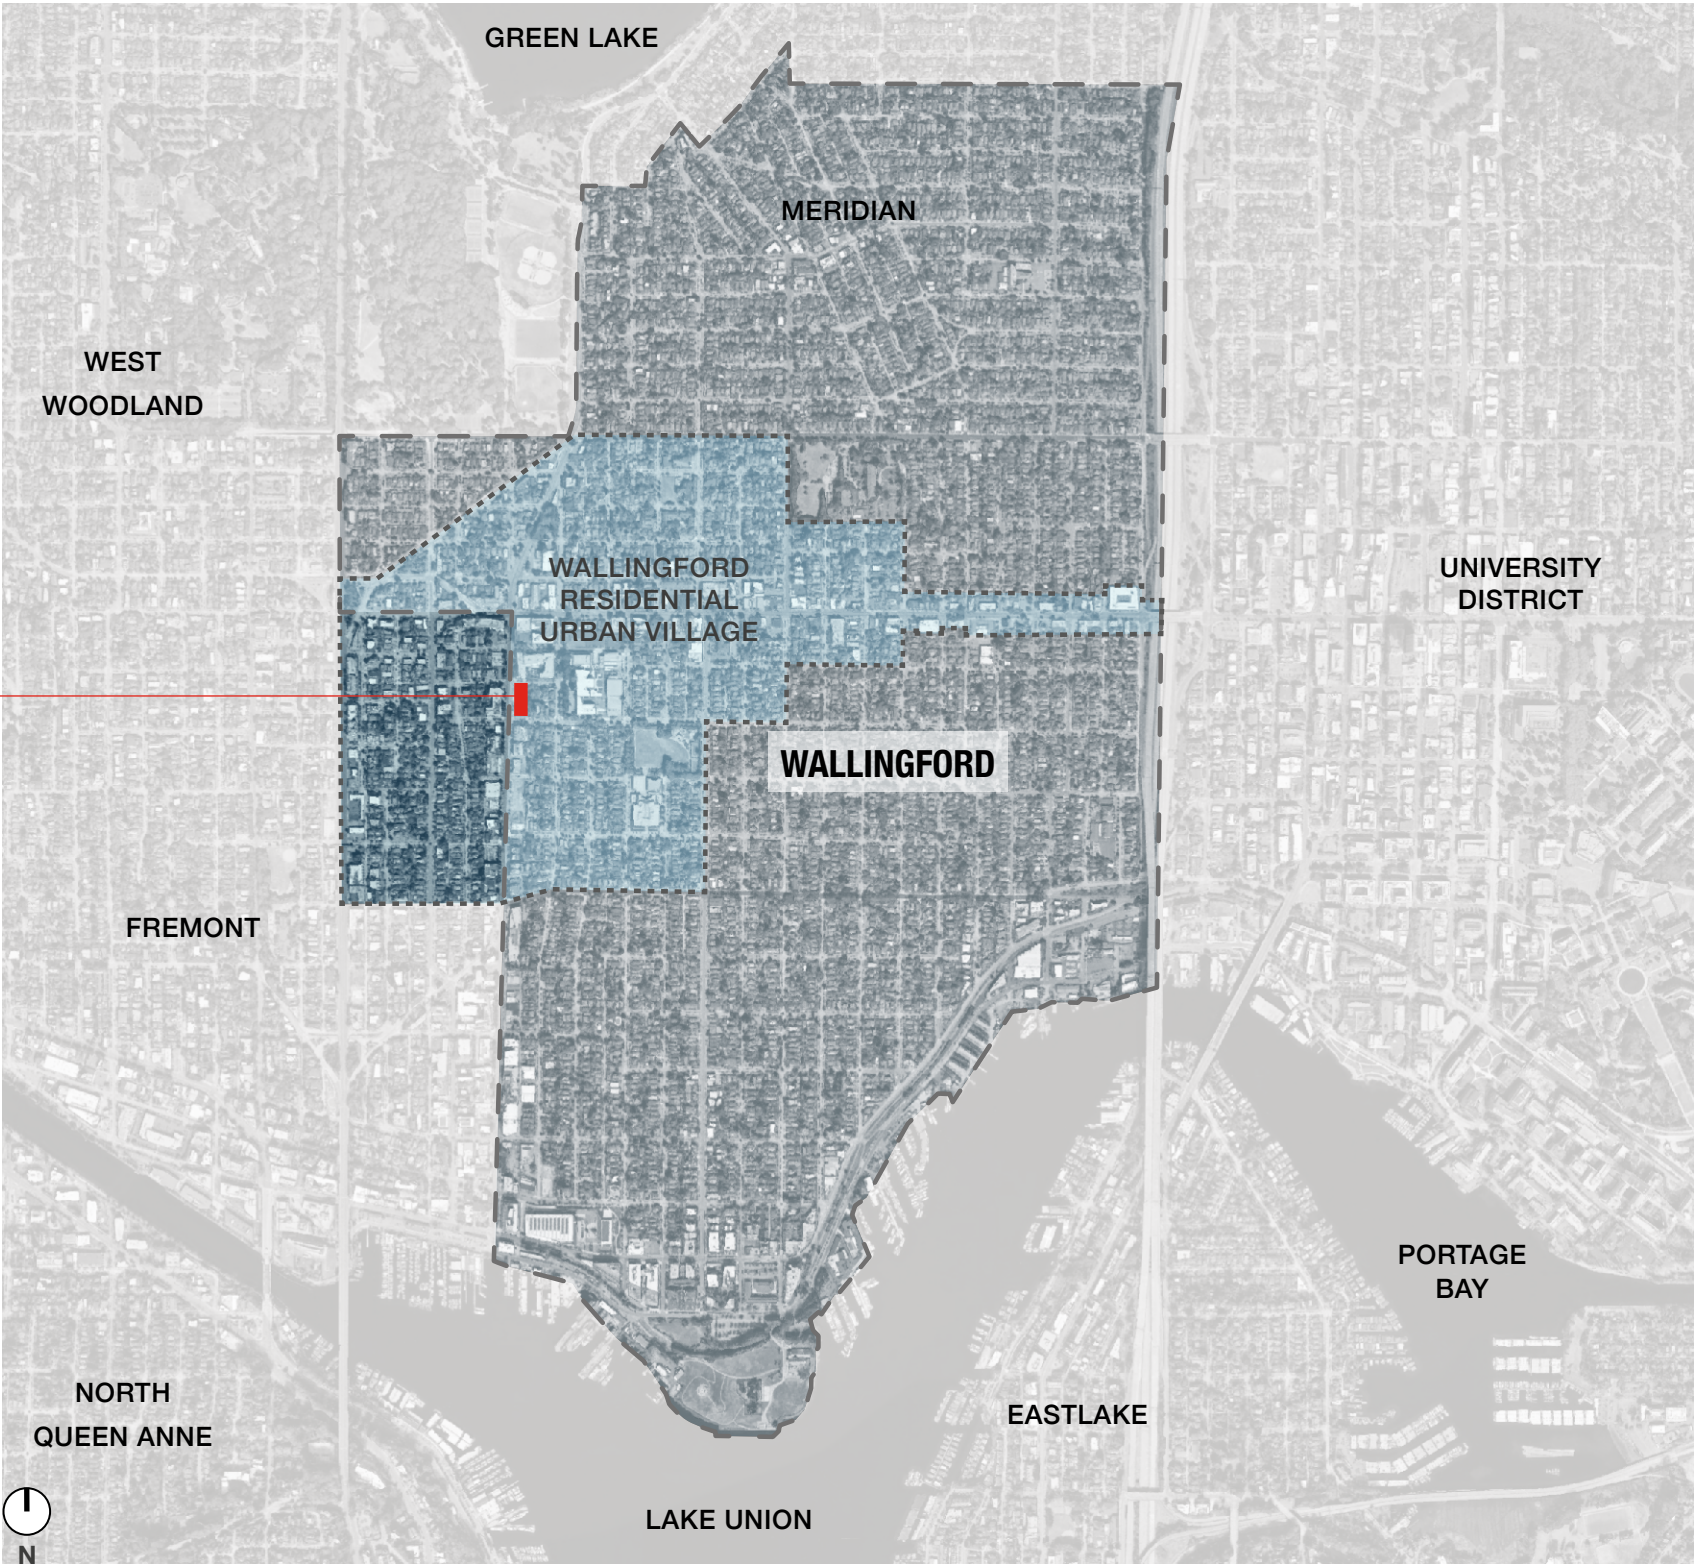 GREEN LAKE
MERIDIAN
WEST
WOODLAND
WALLINGFORD
RESIDENTIAL
URBAN VILLAGE
UNIVERSITY
DISTRICT
WALLINGFORD
FREMONT
PORTAGE
BAY
NORTH
QUEEN ANNE
EASTLAKE
LAKE UNION
N